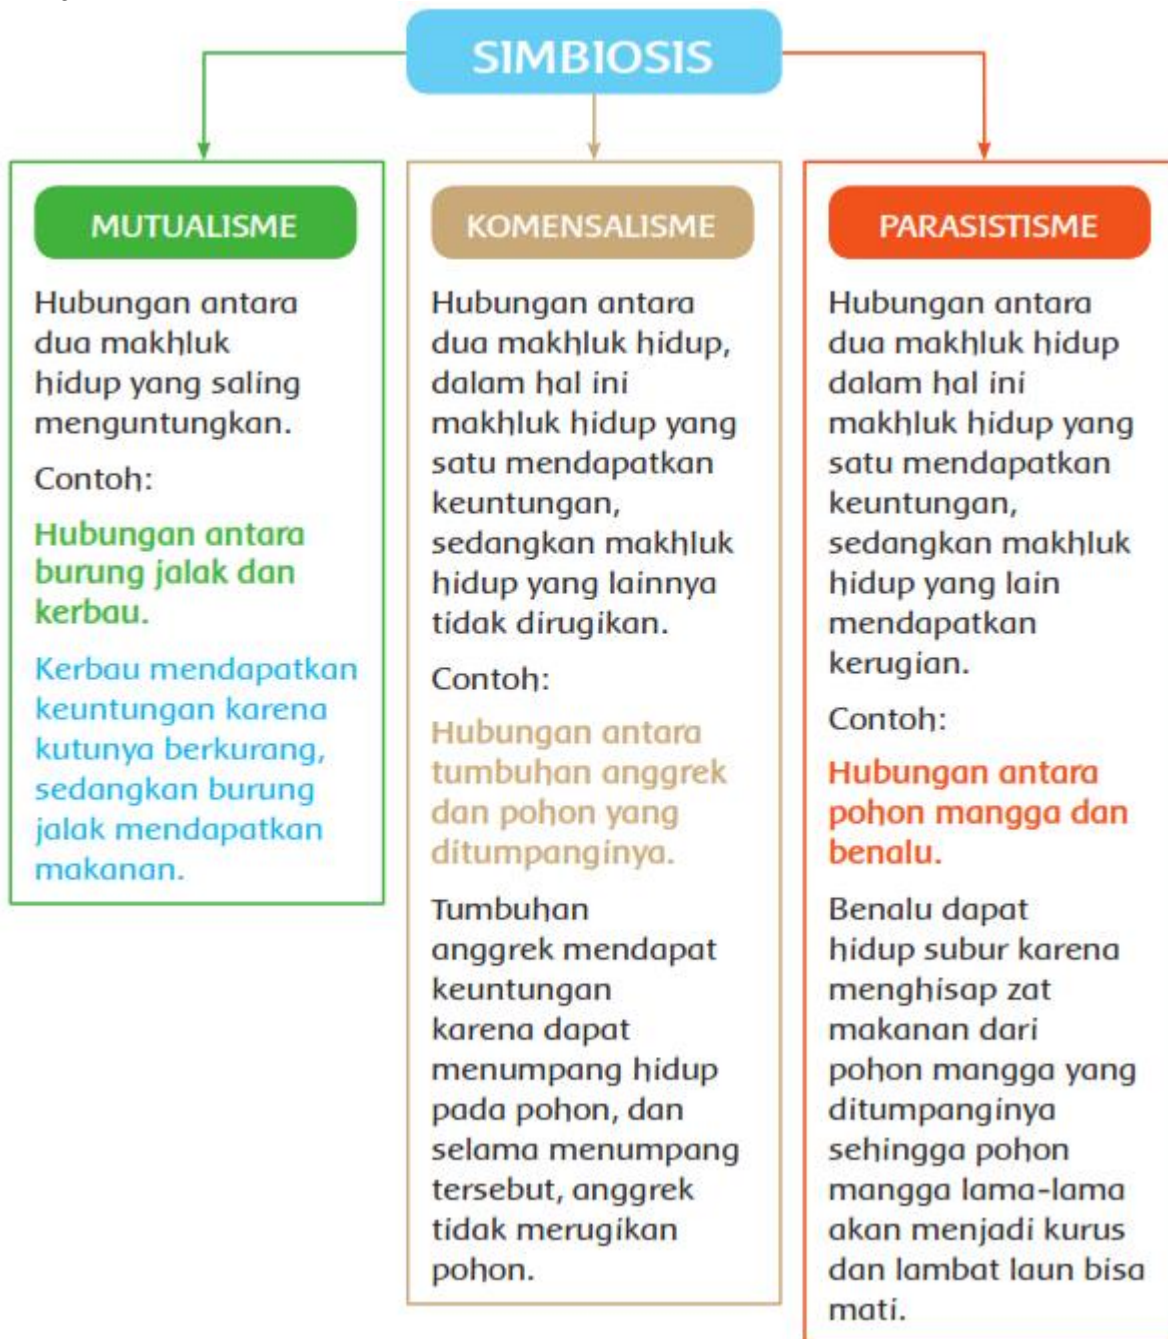 SIMBIOSIS
MUTUALISME
Hubungan antara
dua makhluk
hidup yang saling
menguntungkan.
Contoh:
Hubungan antara
burung jalak dan
kerbau.
Kerbau mendapatkan
keuntungan karena
kutunya berkurang,
sedangkan burung
jalak mendapatkan
makanan.
KOMENSALISME
Hubungan antara
dua makhluk hidup,
dalam hal ini
makhluk hidup yang
satu mendapatkan
keuntungan,
sedangkan makhluk
hidup yang lainnya
tidak dirugikan.
Contoh:
Hubungan antara
tumbuhan anggrek
dan pohon yang
ditumpanginya.
Tumbuhan
anggrek mendapat
keuntungan
karena dapat
menumpang hidup
pada pohon, dan
selama menumpang
tersebut, anggrek
tidak merugikan
pohon.
PARASISTISME
Hubungan antara
dua makhluk hidup
dalam hal ini
makhluk hidup yang
satu mendapatkan
keuntungan,
sedangkan makhluk
hidup yang lain
mendapatkan
kerugian.
Contoh:
Hubungan antara
pohon mangga dan
benalu.
Benalu dapat
hidup subur karena
menghisap zat
makanan dari
pohon mangga yang
ditumpanginya
sehingga pohon
mangga lama-lama
akan menjadi kurus
dan lambat laun bisa
mati.